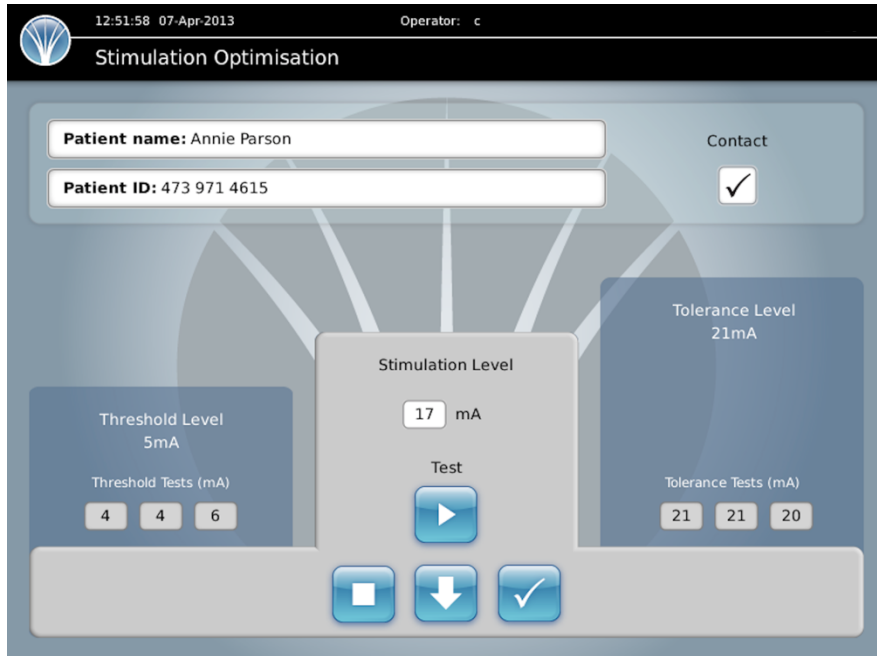 12:51:58 07-Apr-2013 Operator: c
Stimulation Optimisation
Patient name: Annie Parson
Contact
Patient ID: 473 971 4615
Tolerance Level
21mA
Stimulation Level
17 mA
Threshold Level
5mA
Test
Threshold Tests (mA)
4 4 6
Tolerance Tests (mA)
21 21 20